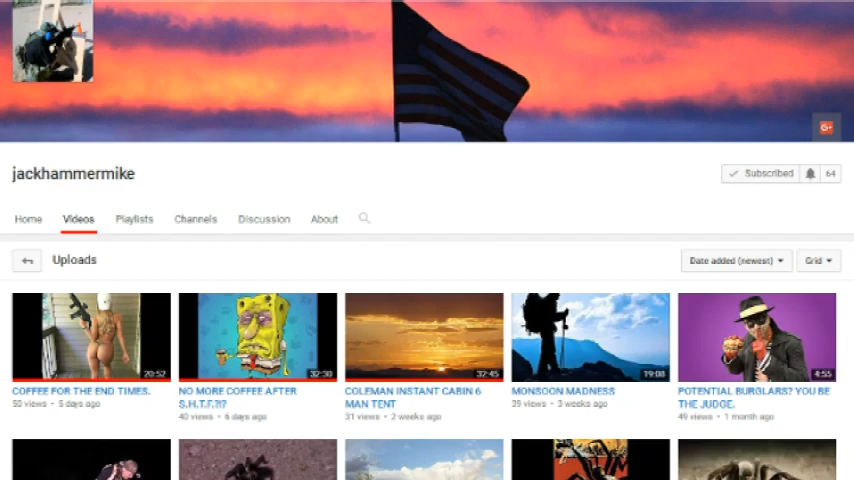 G+
jackhammermike
Subscribed 64
Home Videos Playlists Channels Discussion About
Uploads
Date added (newest) Grid
20:52 32:30 32:45 19:08 4:55
COFFEE FOR THE END TIMES.
50 views • 5 days ago
NO MORE COFFEE AFTER
S.H.T.F.?!?
40 views • 6 days ago
COLEMAN INSTANT CABIN 6
MAN TENT
31 views • 2 weeks ago
MONSOON MADNESS
39 views • 3 weeks ago
POTENTIAL BURGLARS? YOU BE
THE JUDGE.
49 views • 1 month ago